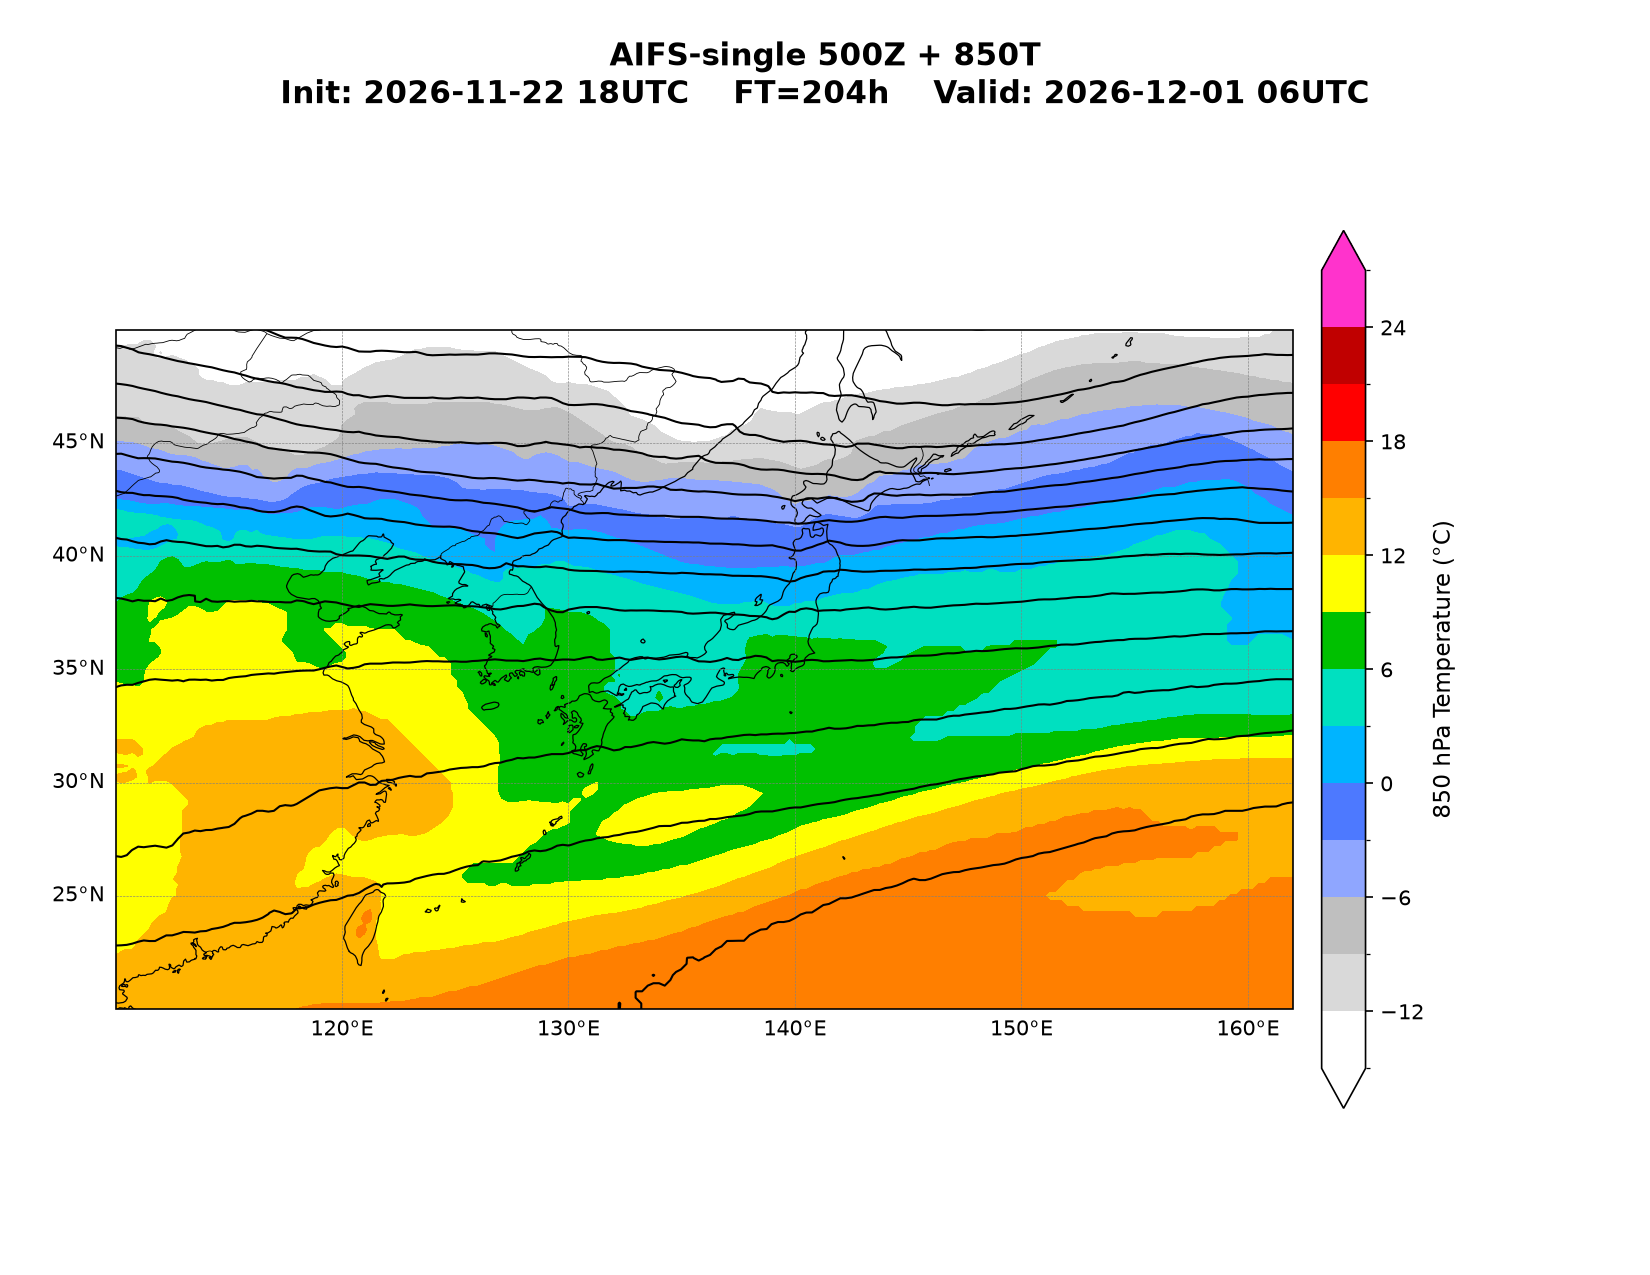 AIFS-single 500Z + 850T
Init: 2026-11-22 18UTC    FT=204h    Valid: 2026-12-01 06UTC
45°N
40°N
35°N
30°N
25°N
120°E
130°E
140°E
150°E
160°E
24
18
12
6
0
−6
−12
850 hPa Temperature (°C)